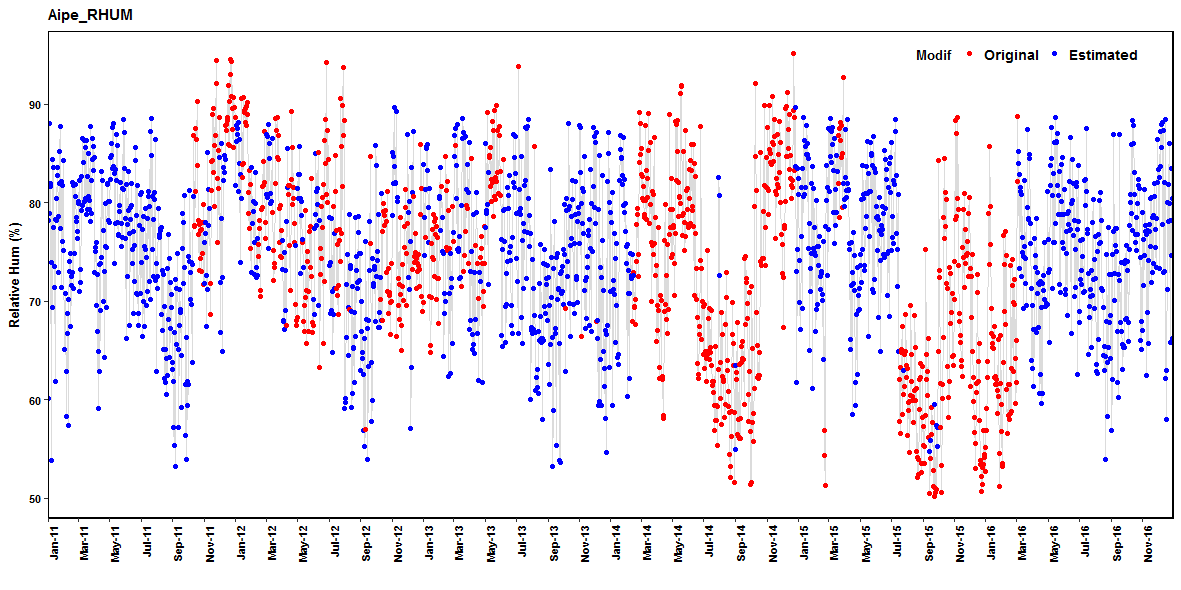 Aipe_RHUM
Modif Original Estimated
Relative Hum (%)
90
80
70
60
50
Jan-11 Mar-11 May-11 Jul-11 Sep-11 Nov-11 Jan-12 Mar-12 May-12 Jul-12 Sep-12 Nov-12 Jan-13 Mar-13 May-13 Jul-13 Sep-13 Nov-13 Jan-14 Mar-14 May-14 Jul-14 Sep-14 Nov-14 Jan-15 Mar-15 May-15 Jul-15 Sep-15 Nov-15 Jan-16 Mar-16 May-16 Jul-16 Sep-16 Nov-16